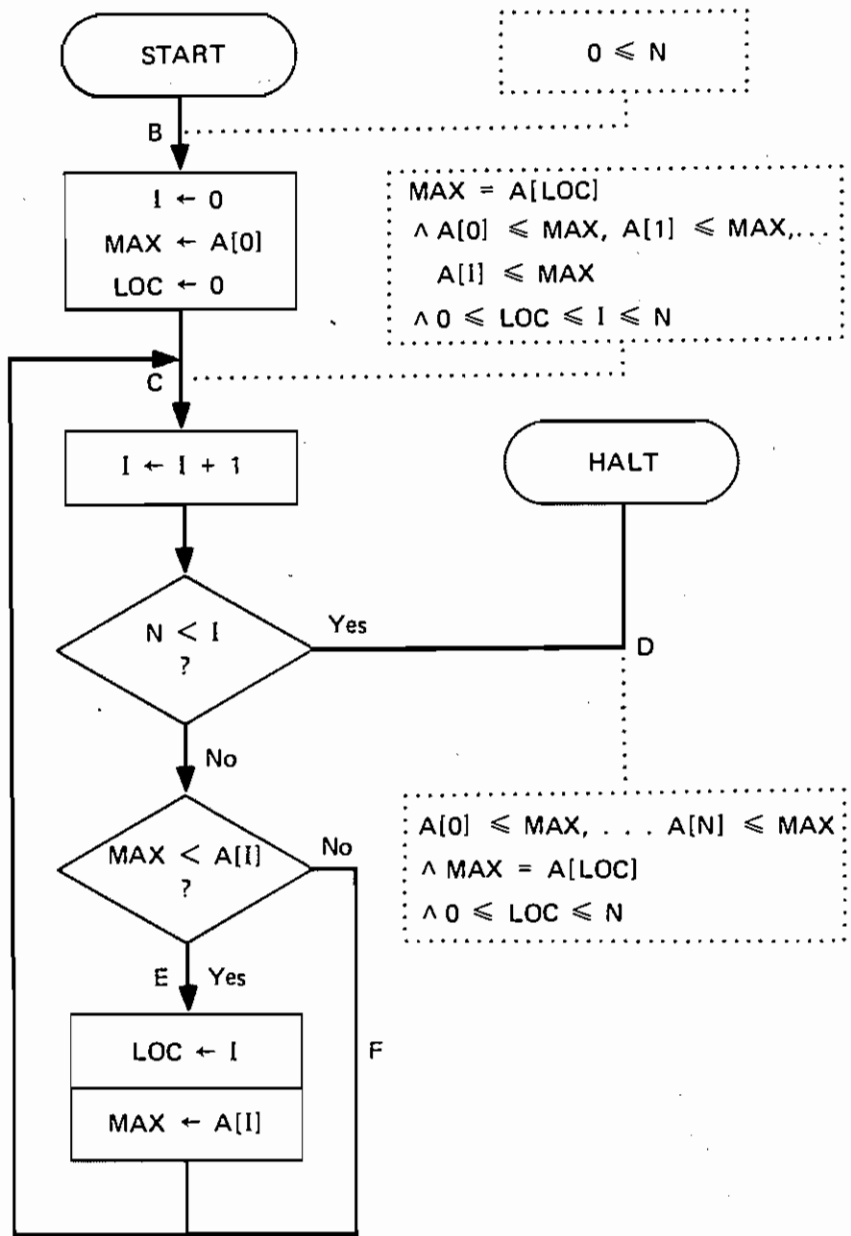 START
0 ≤ N
B
I ← 0
MAX ← A[0]
LOC ← 0
MAX = A[LOC]
∧ A[0] ≤ MAX, A[1] ≤ MAX,...
A[I] ≤ MAX
∧ 0 ≤ LOC ≤ I ≤ N
C
I ← I + 1
HALT
N < I
?
Yes
D
No
MAX < A[I]
?
No
A[0] ≤ MAX, . . . A[N] ≤ MAX
∧ MAX = A[LOC]
∧ 0 ≤ LOC ≤ N
E Yes
LOC ← I
F
MAX ← A[I]